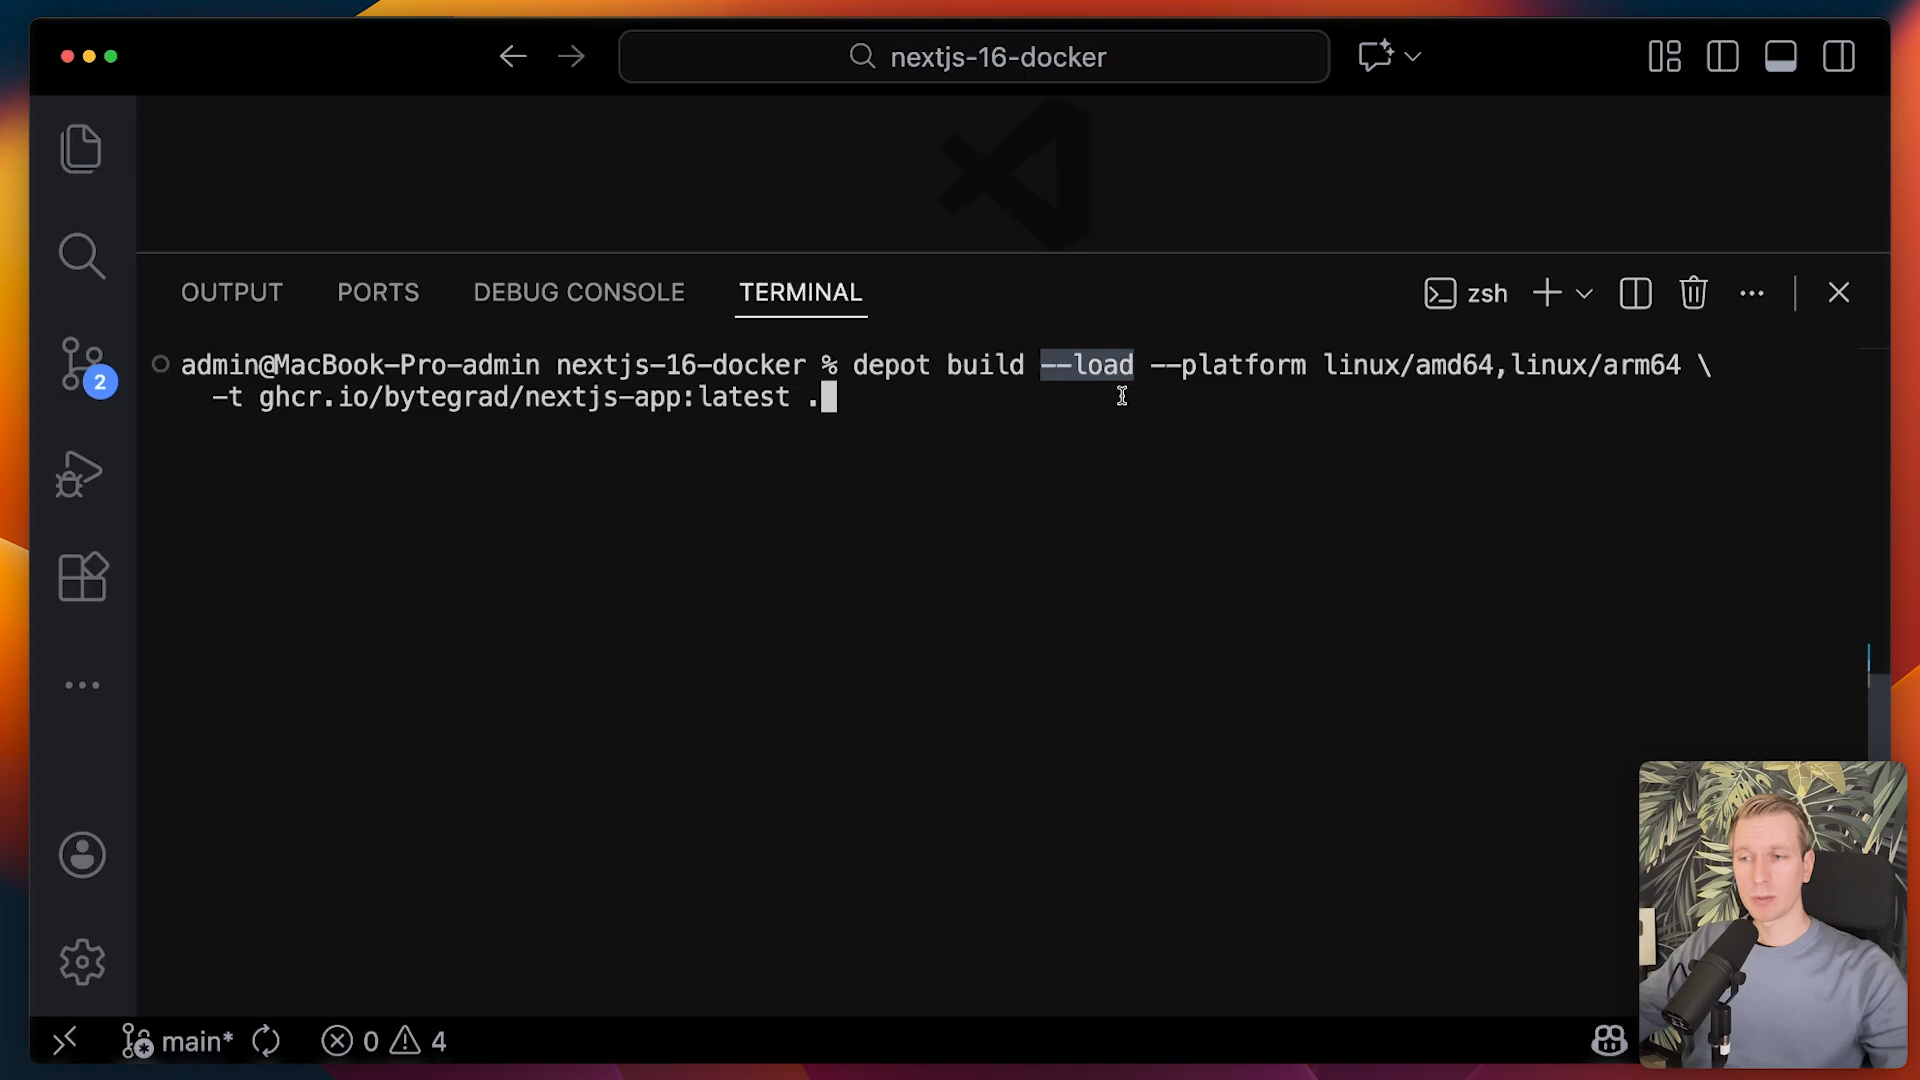 nextjs-16-docker
OUTPUT
PORTS
DEBUG CONSOLE
TERMINAL
zsh
admin@MacBook-Pro-admin nextjs-16-docker % depot build --load --platform linux/amd64,linux/arm64 \
-t ghcr.io/bytegrad/nextjs-app:latest .
2
main*
0
4